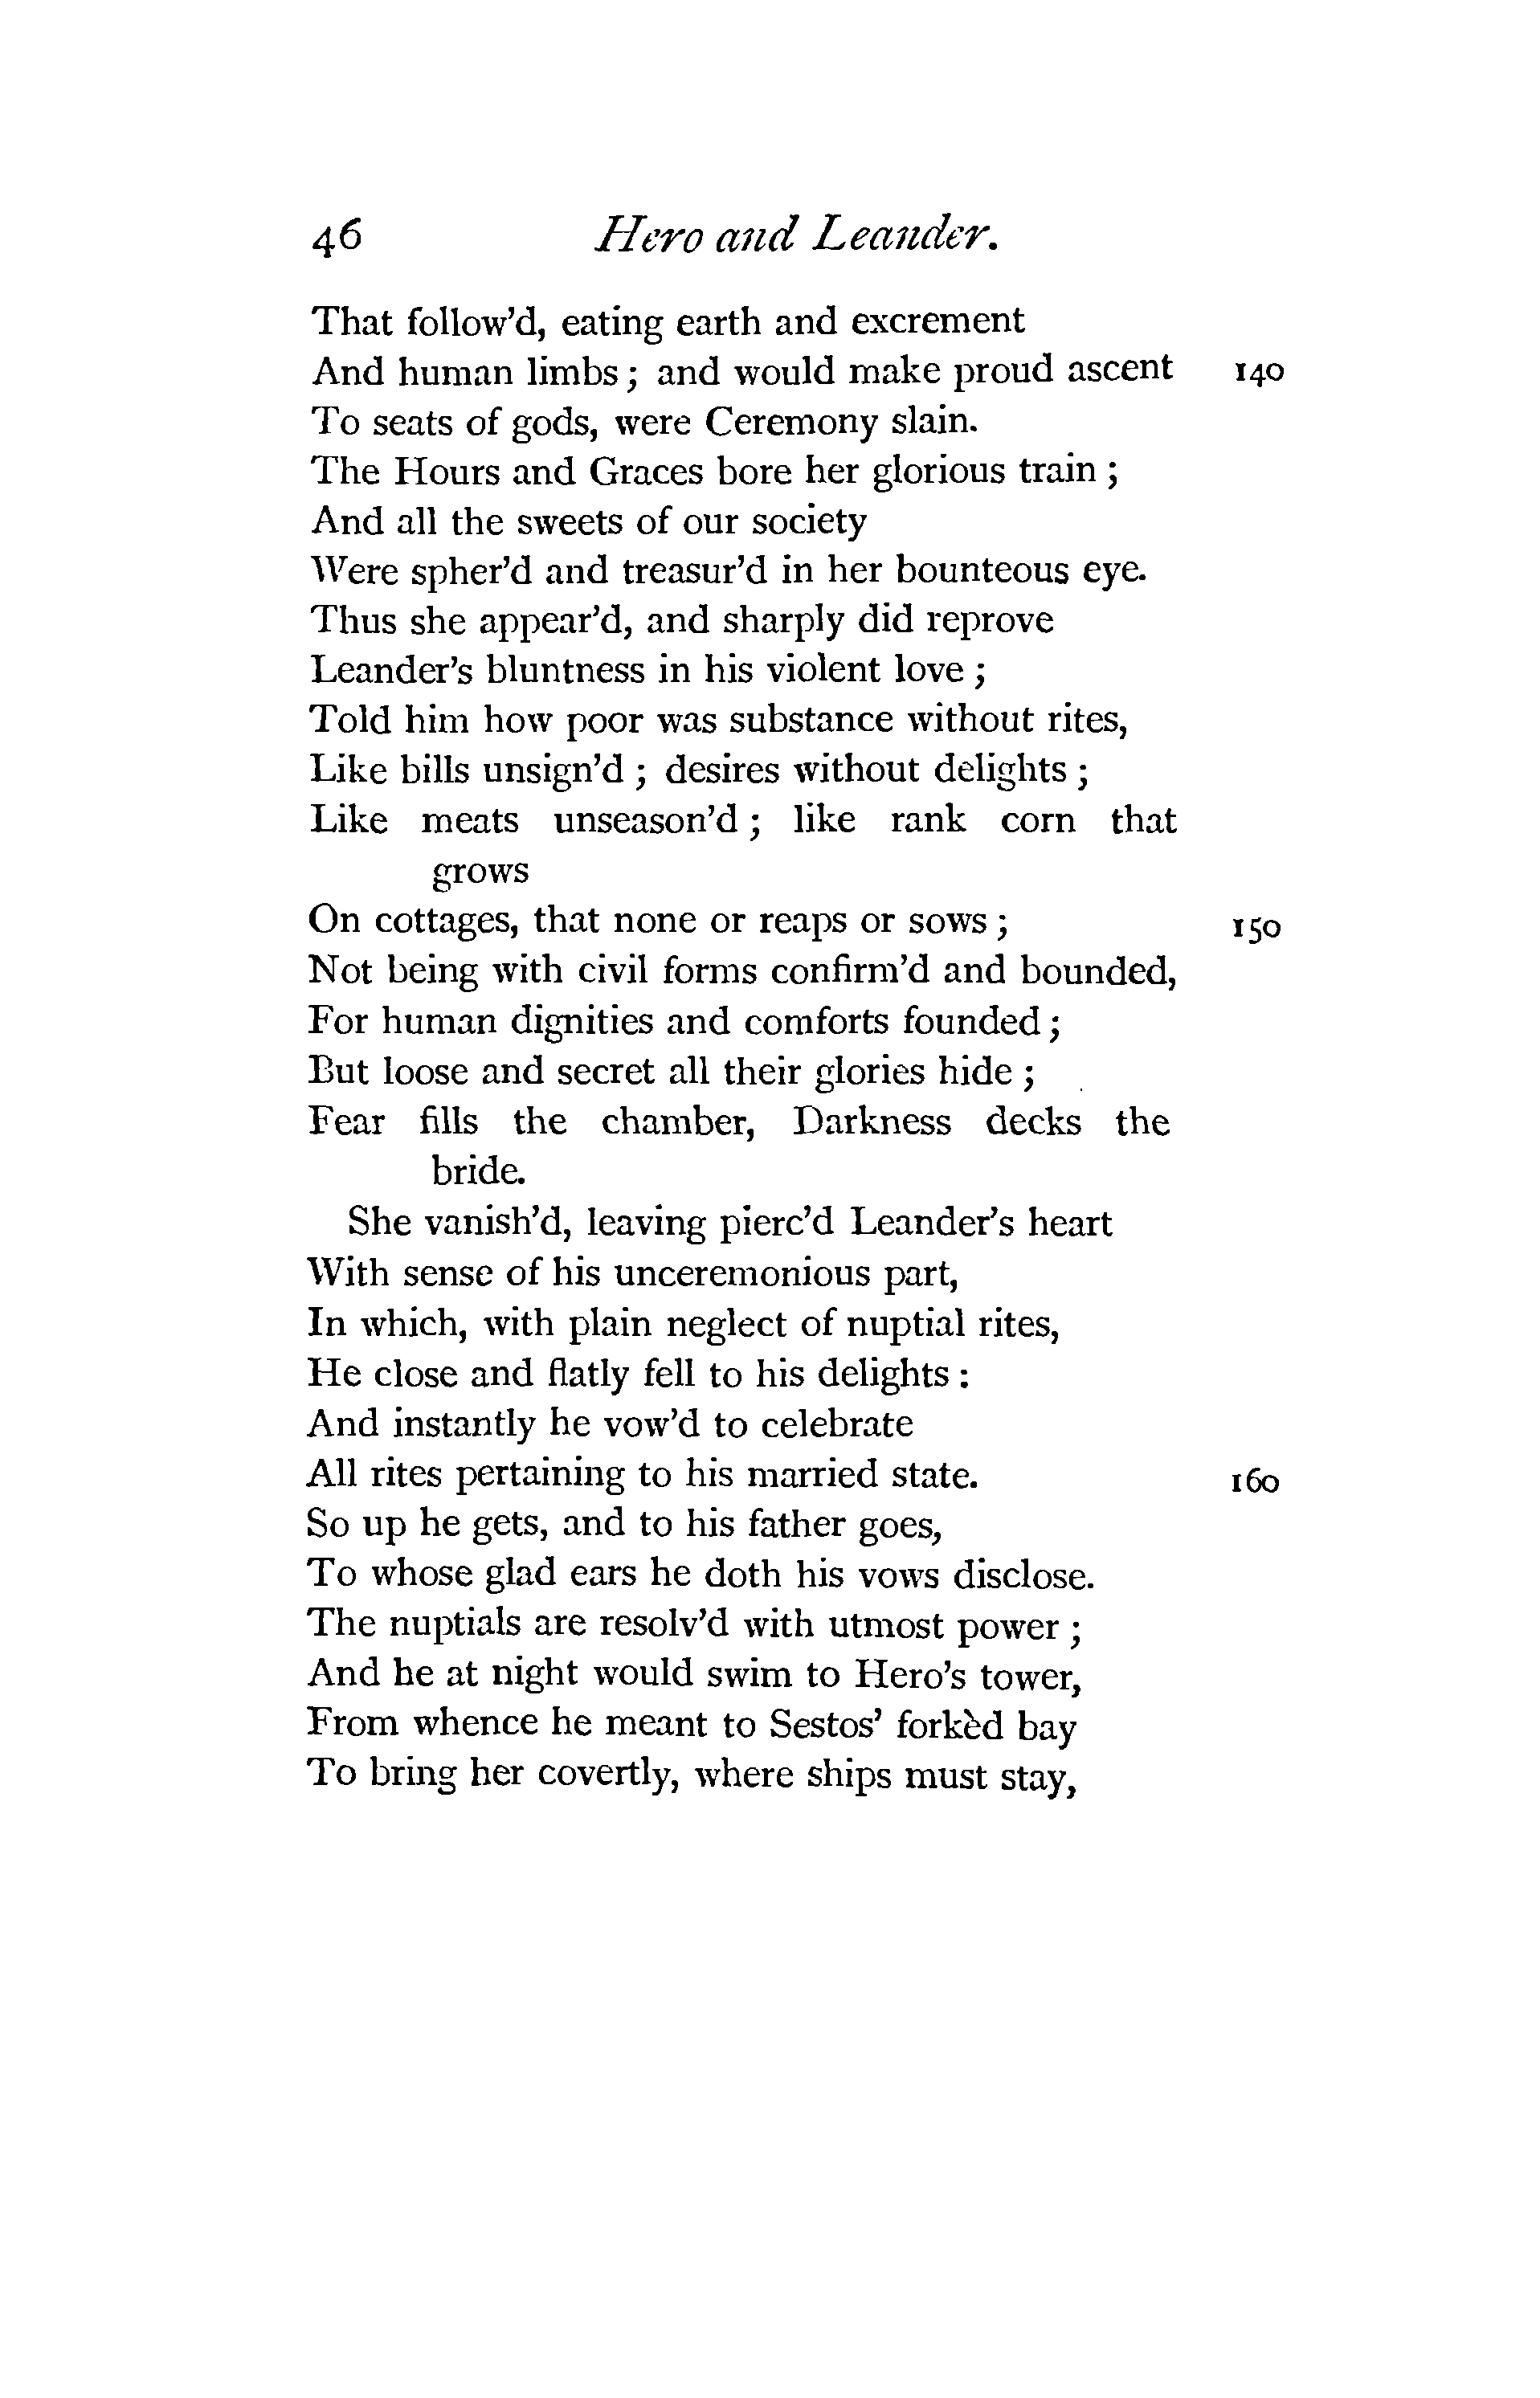 46 Hero and Leander.
That follow'd, eating earth and excrement
And human limbs; and would make proud ascent 140
To seats of gods, were Ceremony slain.
The Hours and Graces bore her glorious train;
And all the sweets of our society
Were spher'd and treasur'd in her bounteous eye.
Thus she appear'd, and sharply did reprove
Leander's bluntness in his violent love;
Told him how poor was substance without rites,
Like bills unsign'd; desires without delights;
Like meats unseason'd; like rank corn that
grows
On cottages, that none or reaps or sows; 150
Not being with civil forms confirm'd and bounded,
For human dignities and comforts founded;
But loose and secret all their glories hide;
Fear fills the chamber, Darkness decks the
bride.
She vanish'd, leaving pierc'd Leander's heart
With sense of his unceremonious part,
In which, with plain neglect of nuptial rites,
He close and flatly fell to his delights:
And instantly he vow'd to celebrate
All rites pertaining to his married state. 160
So up he gets, and to his father goes,
To whose glad ears he doth his vows disclose.
The nuptials are resolv'd with utmost power;
And he at night would swim to Hero's tower,
From whence he meant to Sestos' forkèd bay
To bring her covertly, where ships must stay,